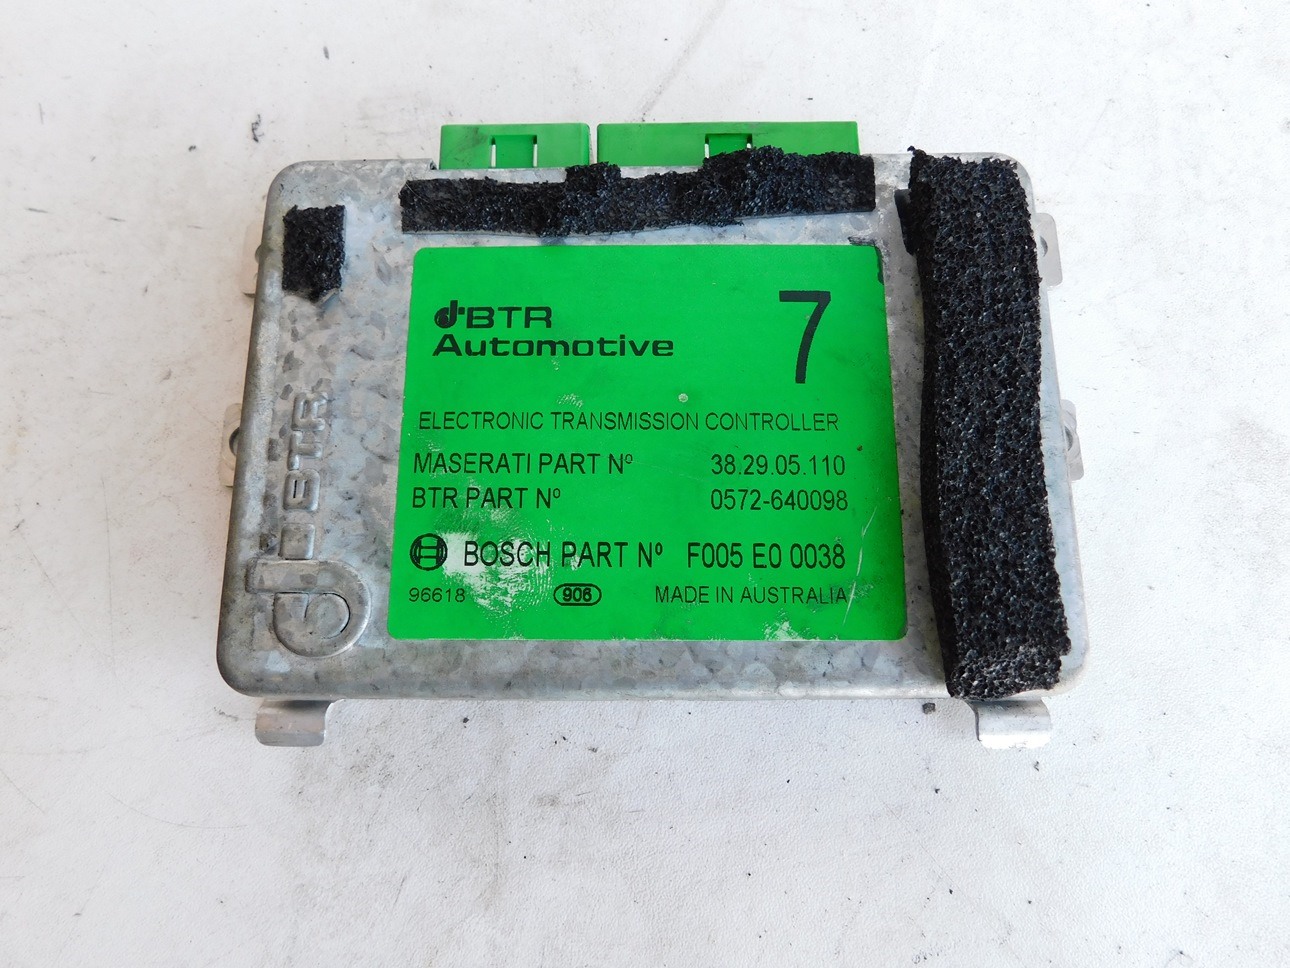 BTR
Automotive
7
ELECTRONIC TRANSMISSION CONTROLLER
MASERATI PART Nº 38.29.05.110
BTR PART Nº 0572-640098
BOSCH PART Nº F005 E0 0038
96618 906 MADE IN AUSTRALIA
BTR